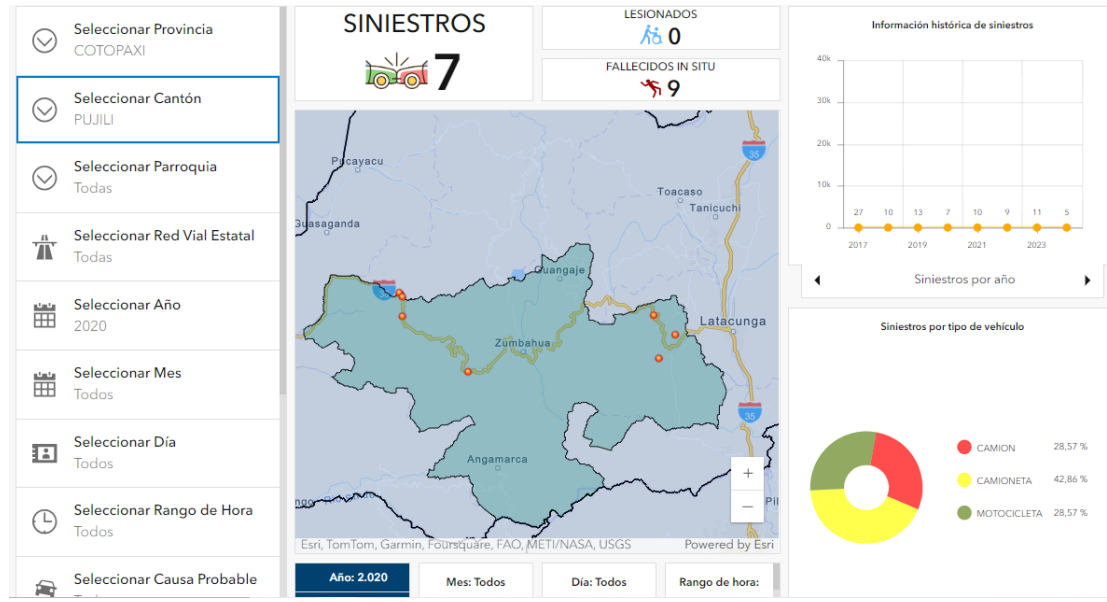 Seleccionar Provincia
COTOPAXI
Seleccionar Cantón
PUJILI
Seleccionar Parroquia
Todas
Seleccionar Red Vial Estatal
Todas
Seleccionar Año
2020
Seleccionar Mes
Todos
Seleccionar Día
Todos
Seleccionar Rango de Hora
Todos
Seleccionar Causa Probable
SINIESTROS
7
LESIONADOS
0
FALLECIDOS IN SITU
9
Pucayacu
35
Toacaso
Tanicuchi
Guasaganda
Guangaje
Latacunga
Zumbahua
35
Angamarca
+
−
Esri, TomTom, Garmin, Foursquare, FAO, METI/NASA, USGS
Powered by Esri
Año: 2.020
Mes: Todos
Día: Todos
Rango de hora:
Información histórica de siniestros
40k
30k
20k
10k
27 10 13 7 10 9 11 5
0
2017 2019 2021 2023
Siniestros por año
Siniestros por tipo de vehículo
CAMION 28,57 %
CAMIONETA 42,86 %
MOTOCICLETA 28,57 %